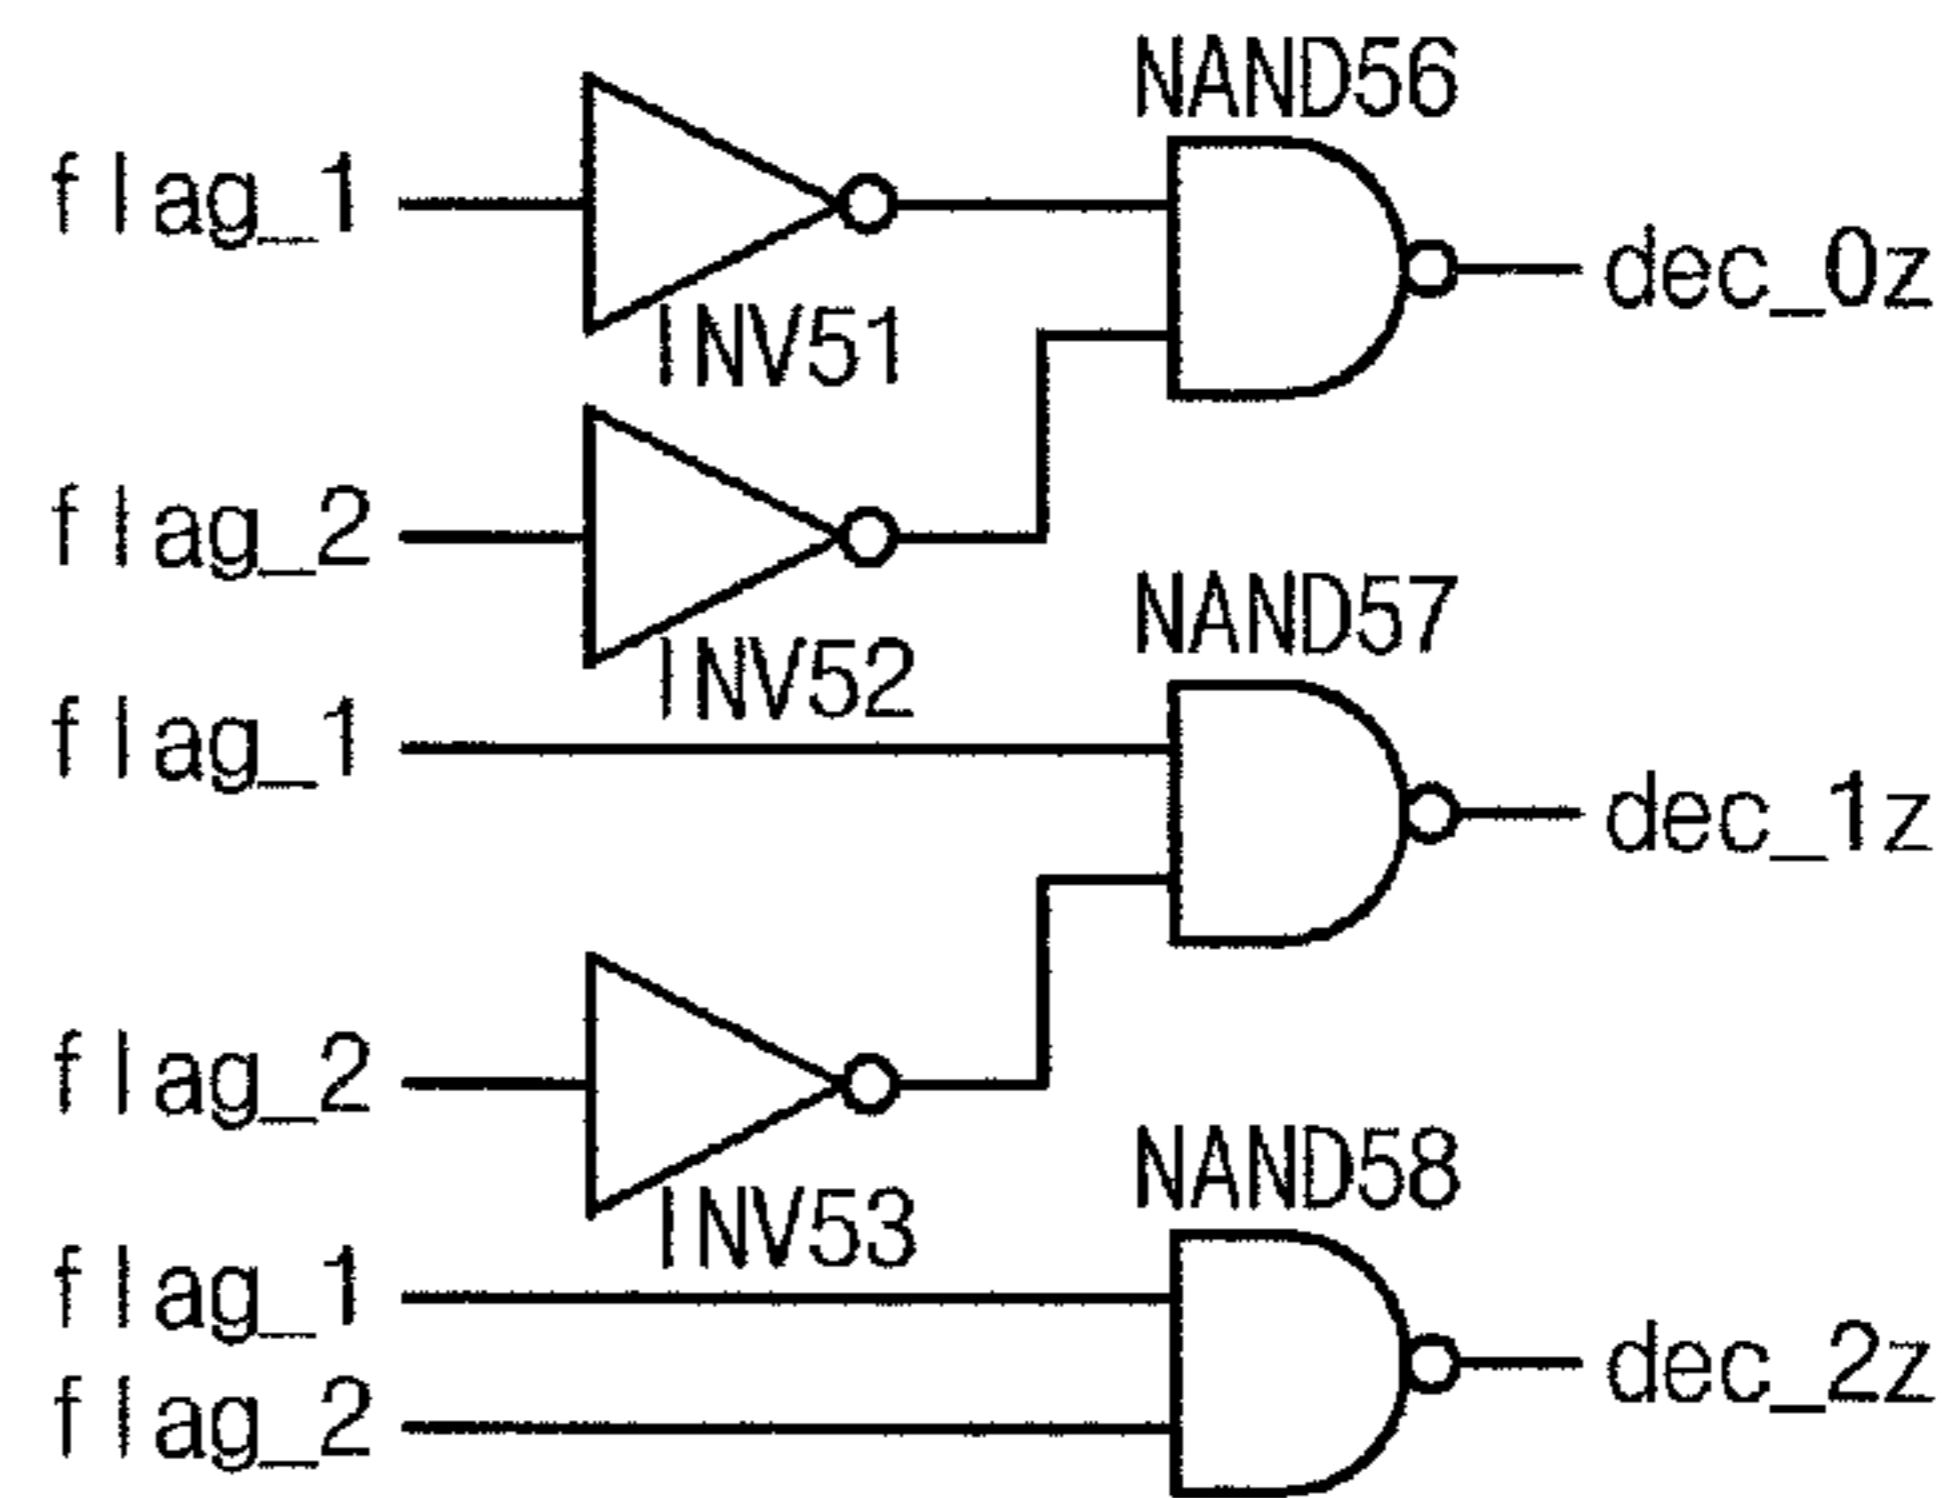 NAND56
flag_1
dec_0z
INV51
flag_2
NAND57
INV52
flag_1
dec_1z
flag_2
NAND58
INV53
flag_1
dec_2z
flag_2